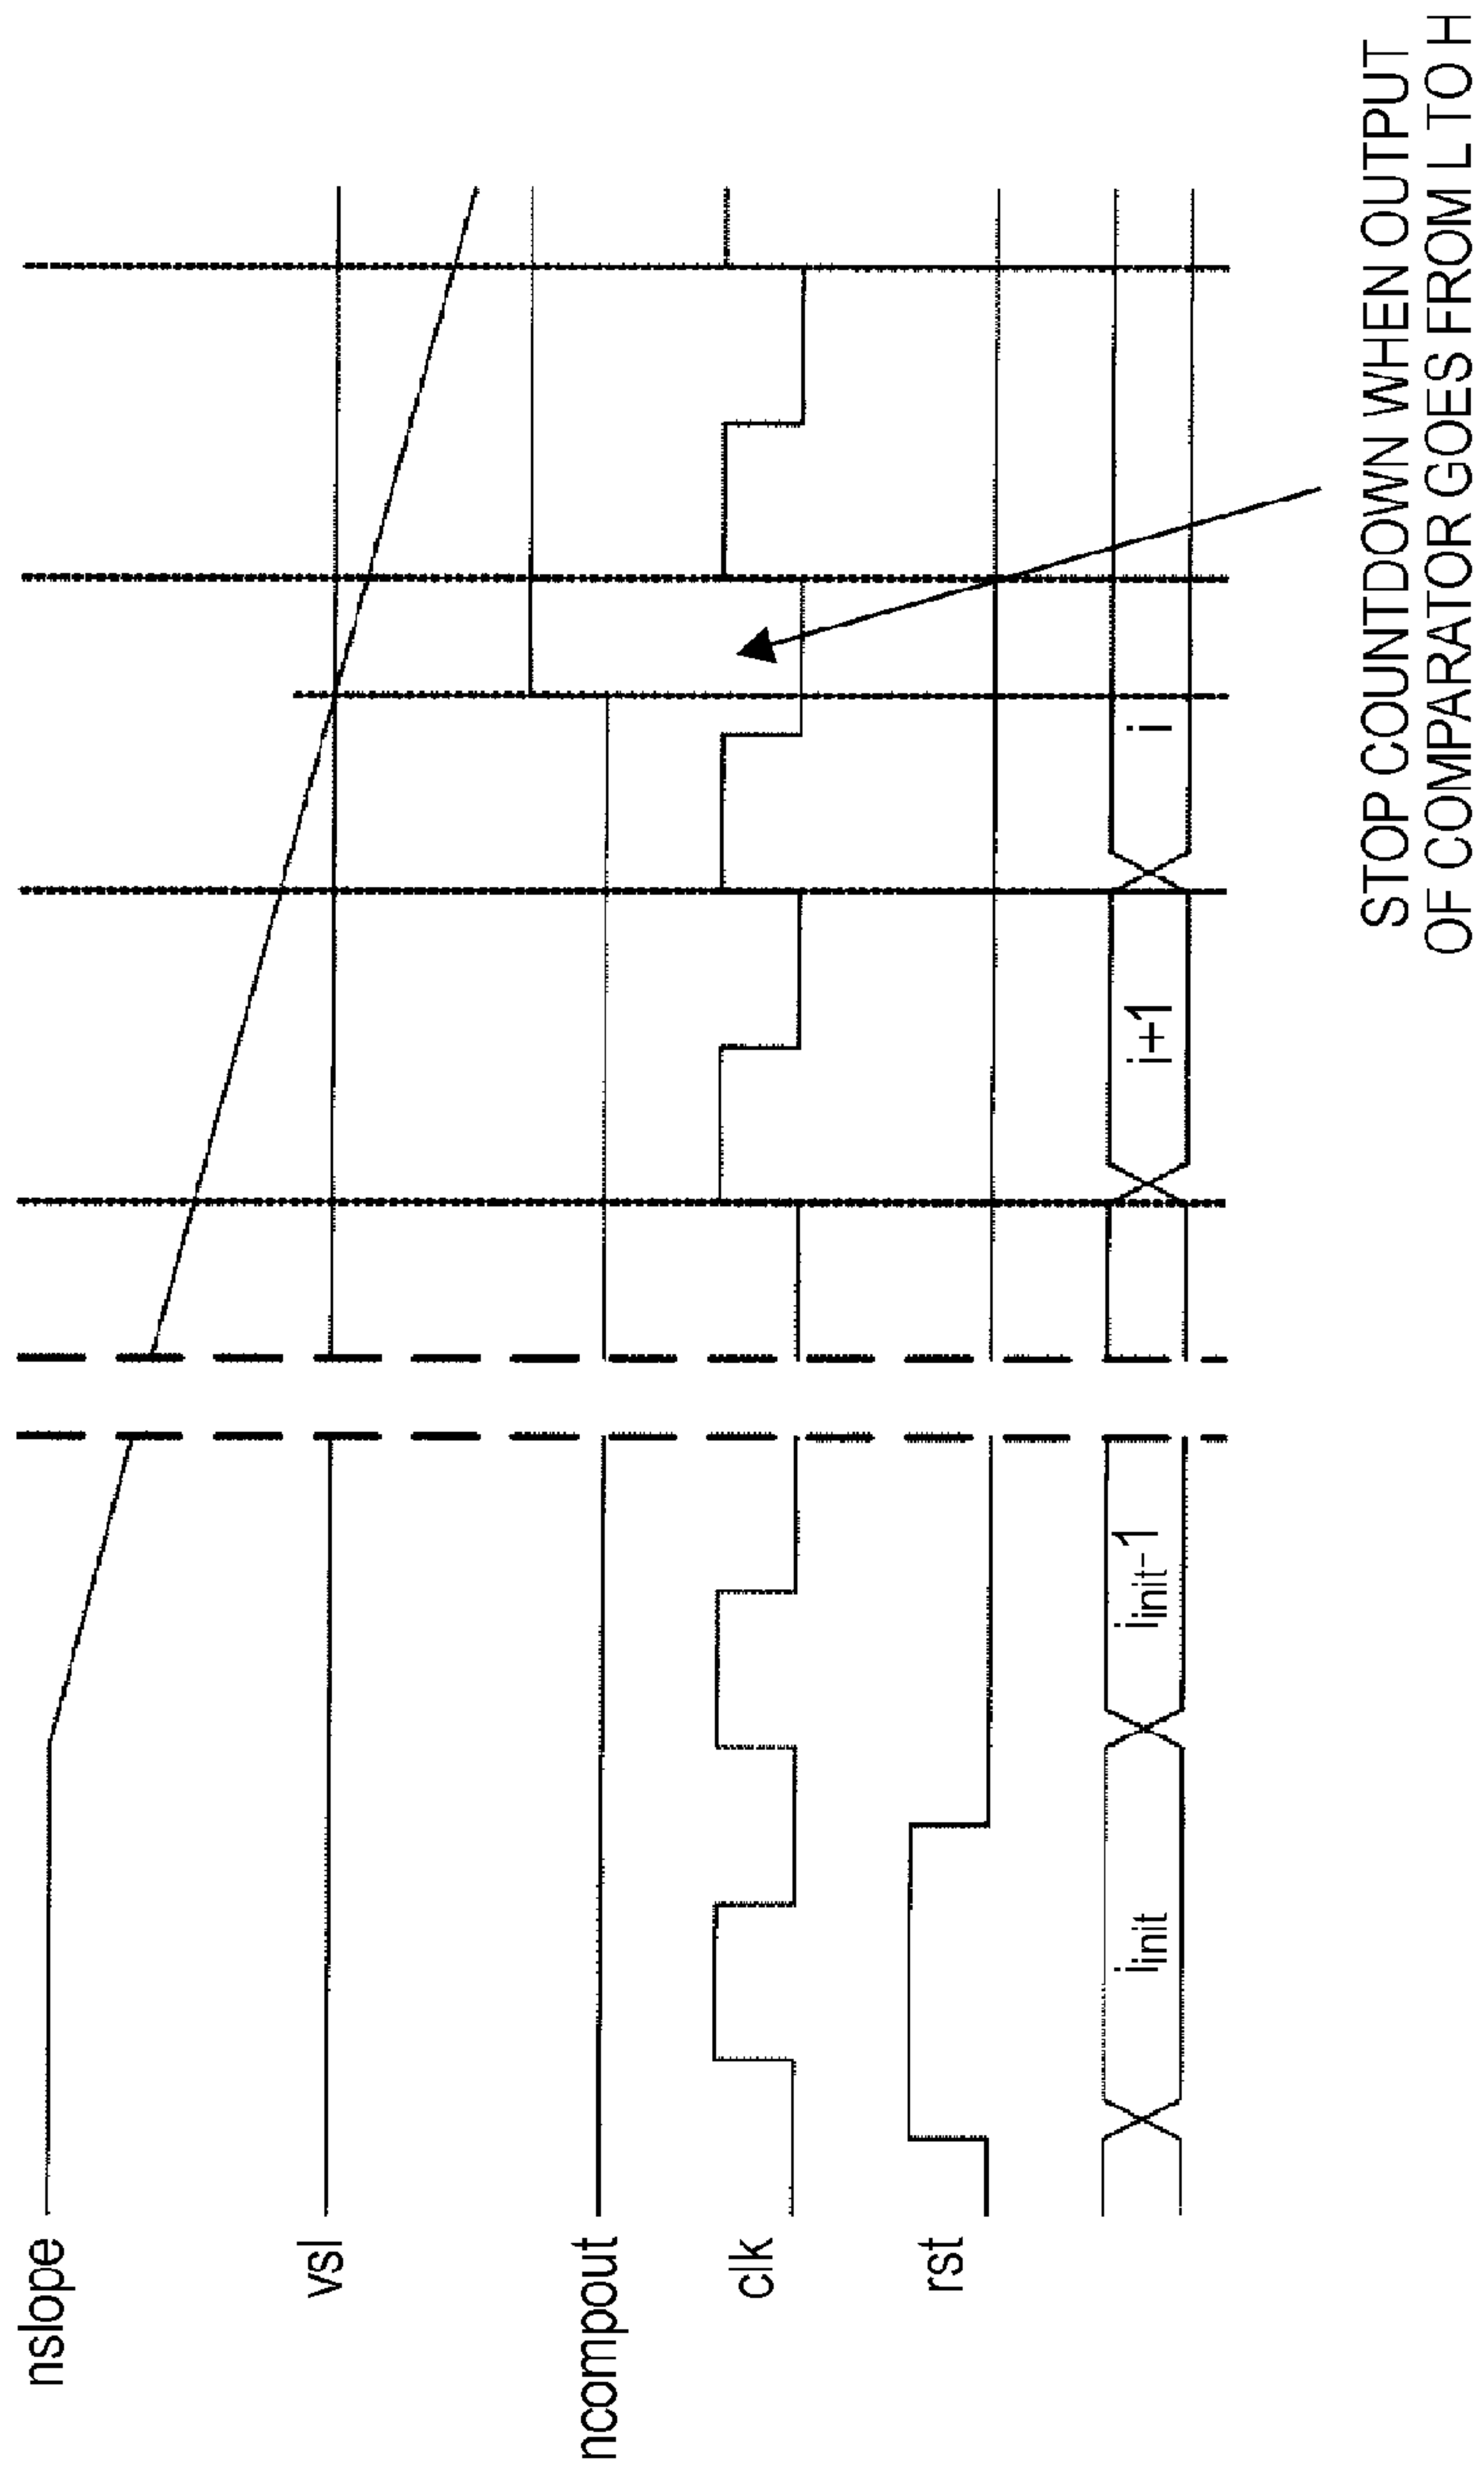 nslope
vsl
ncompout
clk
rst
iinit
iinit-1
i+1
i
STOP COUNTDOWN WHEN OUTPUT
OF COMPARATOR GOES FROM L TO H